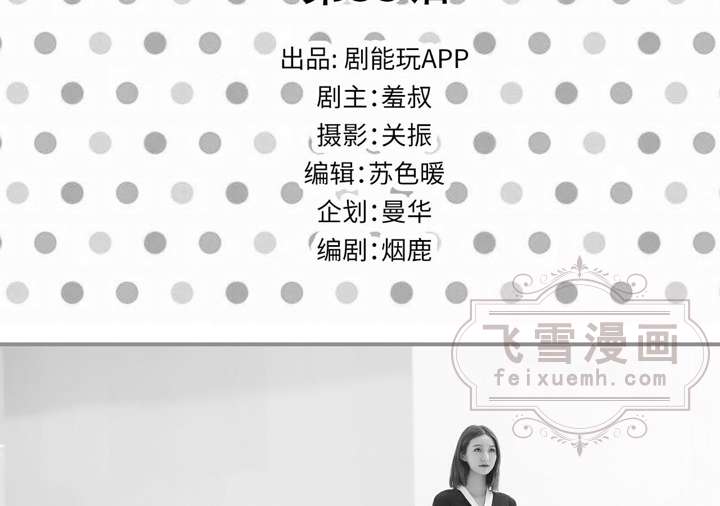 出品: 剧能玩APP
剧主：羞叔
摄影：关振
编辑：苏色暖
企划：曼华
编剧：烟鹿
飞雪漫画
feixuemh.com